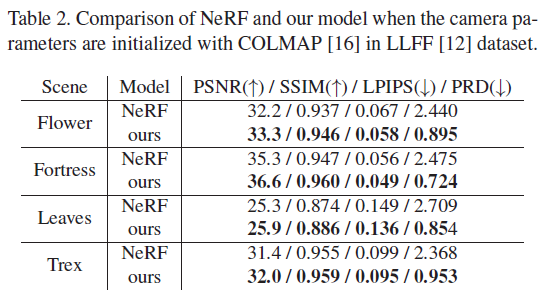 Table 2. Comparison of NeRF and our model when the camera pa-
rameters are initialized with COLMAP [16] in LLFF [12] dataset.
Scene Model PSNR(↑) / SSIM(↑) / LPIPS(↓) / PRD(↓)
Flower NeRF 32.2 / 0.937 / 0.067 / 2.440
ours 33.3 / 0.946 / 0.058 / 0.895
Fortress NeRF 35.3 / 0.947 / 0.056 / 2.475
ours 36.6 / 0.960 / 0.049 / 0.724
Leaves NeRF 25.3 / 0.874 / 0.149 / 2.709
ours 25.9 / 0.886 / 0.136 / 0.854
Trex NeRF 31.4 / 0.955 / 0.099 / 2.368
ours 32.0 / 0.959 / 0.095 / 0.953